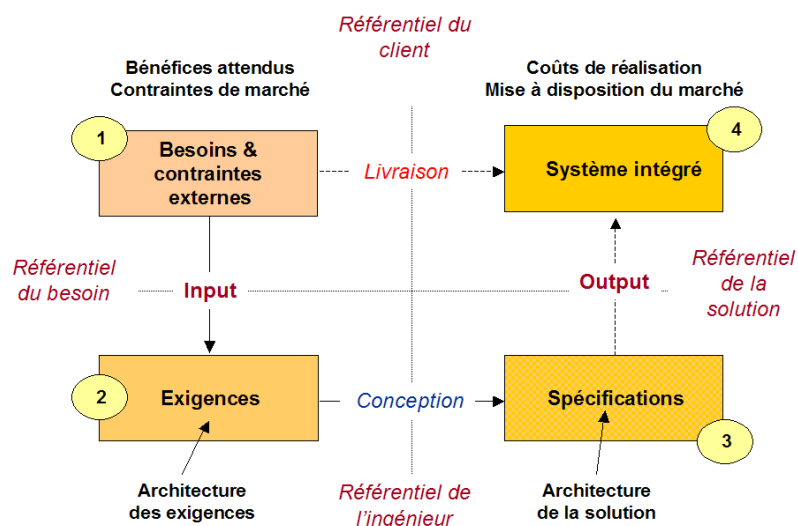 Référentiel du
client
Bénéfices attendus
Contraintes de marché
Coûts de réalisation
Mise à disposition du marché
1
4
Besoins &
contraintes
externes
Livraison
Système intégré
Référentiel
du besoin
Input
Output
Référentiel
de la
solution
2
Exigences
Conception
Spécifications
3
Architecture
des exigences
Référentiel de
l'ingénieur
Architecture
de la solution